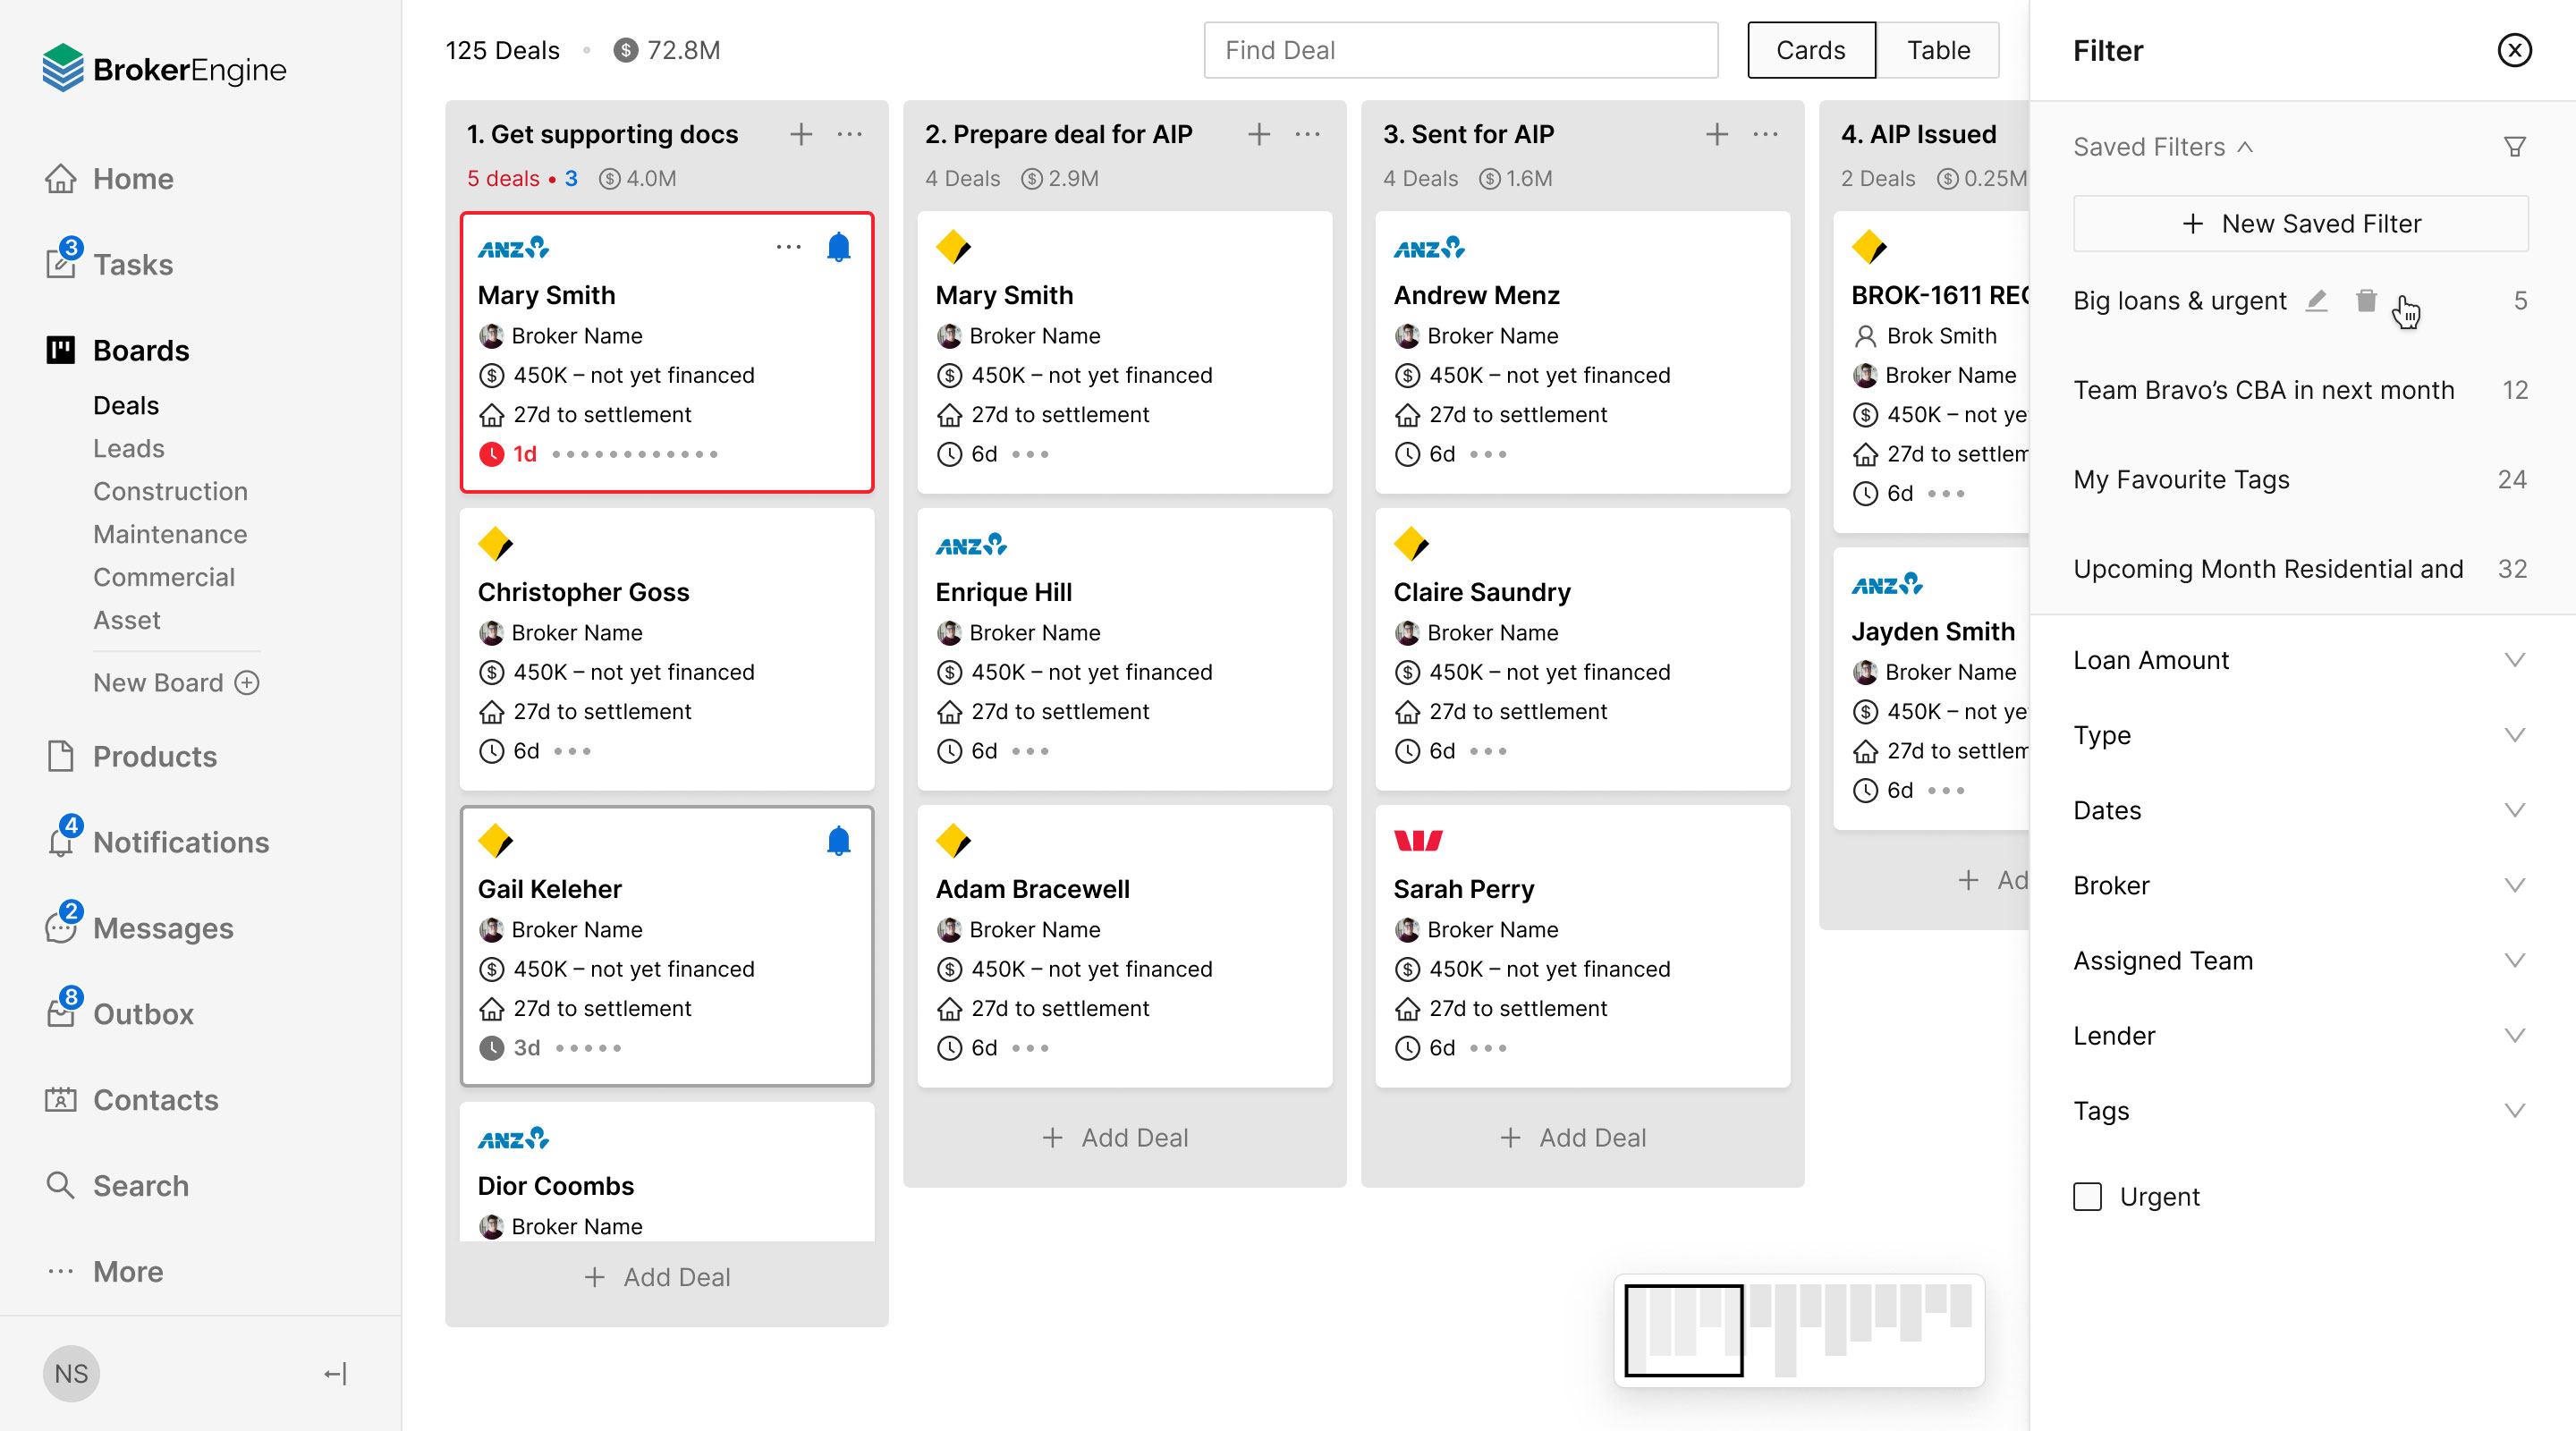 BrokerEngine
Home
3
Tasks
Boards
Deals
Leads
Construction
Maintenance
Commercial
Asset
New Board
Products
4
Notifications
2
Messages
8
Outbox
Contacts
Search
More
NS
125 Deals • $ 72.8M
Find Deal
Cards
Table
1. Get supporting docs
5 deals • 3 $ 4.0M
ANZ
Mary Smith
Broker Name
$ 450K – not yet financed
27d to settlement
1d
Christopher Goss
Broker Name
$ 450K – not yet financed
27d to settlement
6d
Gail Keleher
Broker Name
$ 450K – not yet financed
27d to settlement
3d
ANZ
Dior Coombs
Broker Name
+ Add Deal
2. Prepare deal for AIP
4 Deals $ 2.9M
Mary Smith
Broker Name
$ 450K – not yet financed
27d to settlement
6d
ANZ
Enrique Hill
Broker Name
$ 450K – not yet financed
27d to settlement
6d
Adam Bracewell
Broker Name
$ 450K – not yet financed
27d to settlement
6d
+ Add Deal
3. Sent for AIP
4 Deals $ 1.6M
ANZ
Andrew Menz
Broker Name
$ 450K – not yet financed
27d to settlement
6d
Claire Saundry
Broker Name
$ 450K – not yet financed
27d to settlement
6d
Sarah Perry
Broker Name
$ 450K – not yet financed
27d to settlement
6d
+ Add Deal
4. AIP Issued
2 Deals $ 0.25M
BROK-1611 REC
Brok Smith
Broker Name
$ 450K – not ye
27d to settlem
6d
ANZ
Jayden Smith
Broker Name
$ 450K – not ye
27d to settlem
6d
+ Ad
Filter
Saved Filters
+ New Saved Filter
Big loans & urgent 5
Team Bravo’s CBA in next month 12
My Favourite Tags 24
Upcoming Month Residential and 32
Loan Amount
Type
Dates
Broker
Assigned Team
Lender
Tags
Urgent